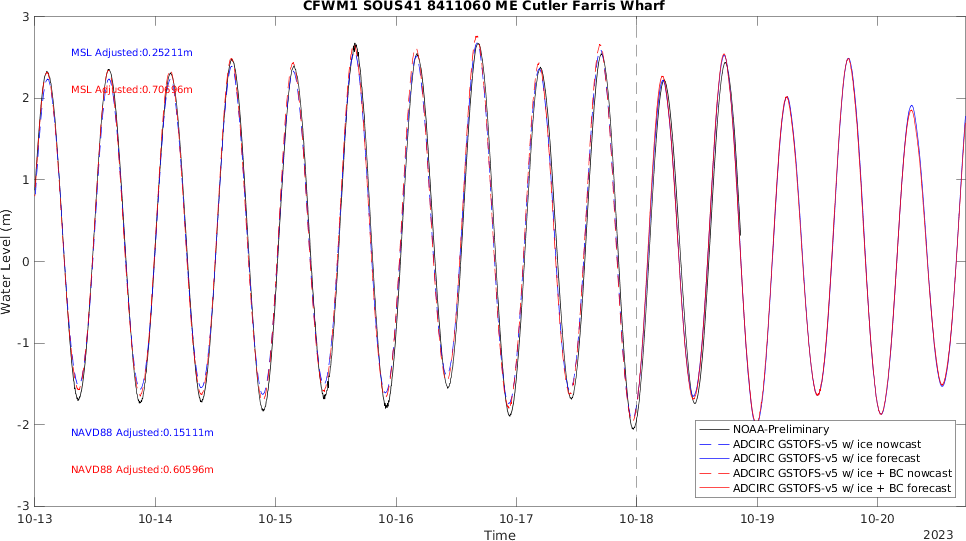 CFWM1 SOUS41 8411060 ME Cutler Farris Wharf
Water Level (m)
3
2
1
0
-1
-2
-3
MSL Adjusted:0.25211m
MSL Adjusted:0.70696m
NAVD88 Adjusted:0.15111m
NAVD88 Adjusted:0.60596m
NOAA-Preliminary
ADCIRC GSTOFS-v5 w/ ice nowcast
ADCIRC GSTOFS-v5 w/ ice forecast
ADCIRC GSTOFS-v5 w/ ice + BC nowcast
ADCIRC GSTOFS-v5 w/ ice + BC forecast
10-13 10-14 10-15 10-16 10-17 10-18 10-19 10-20
Time
2023